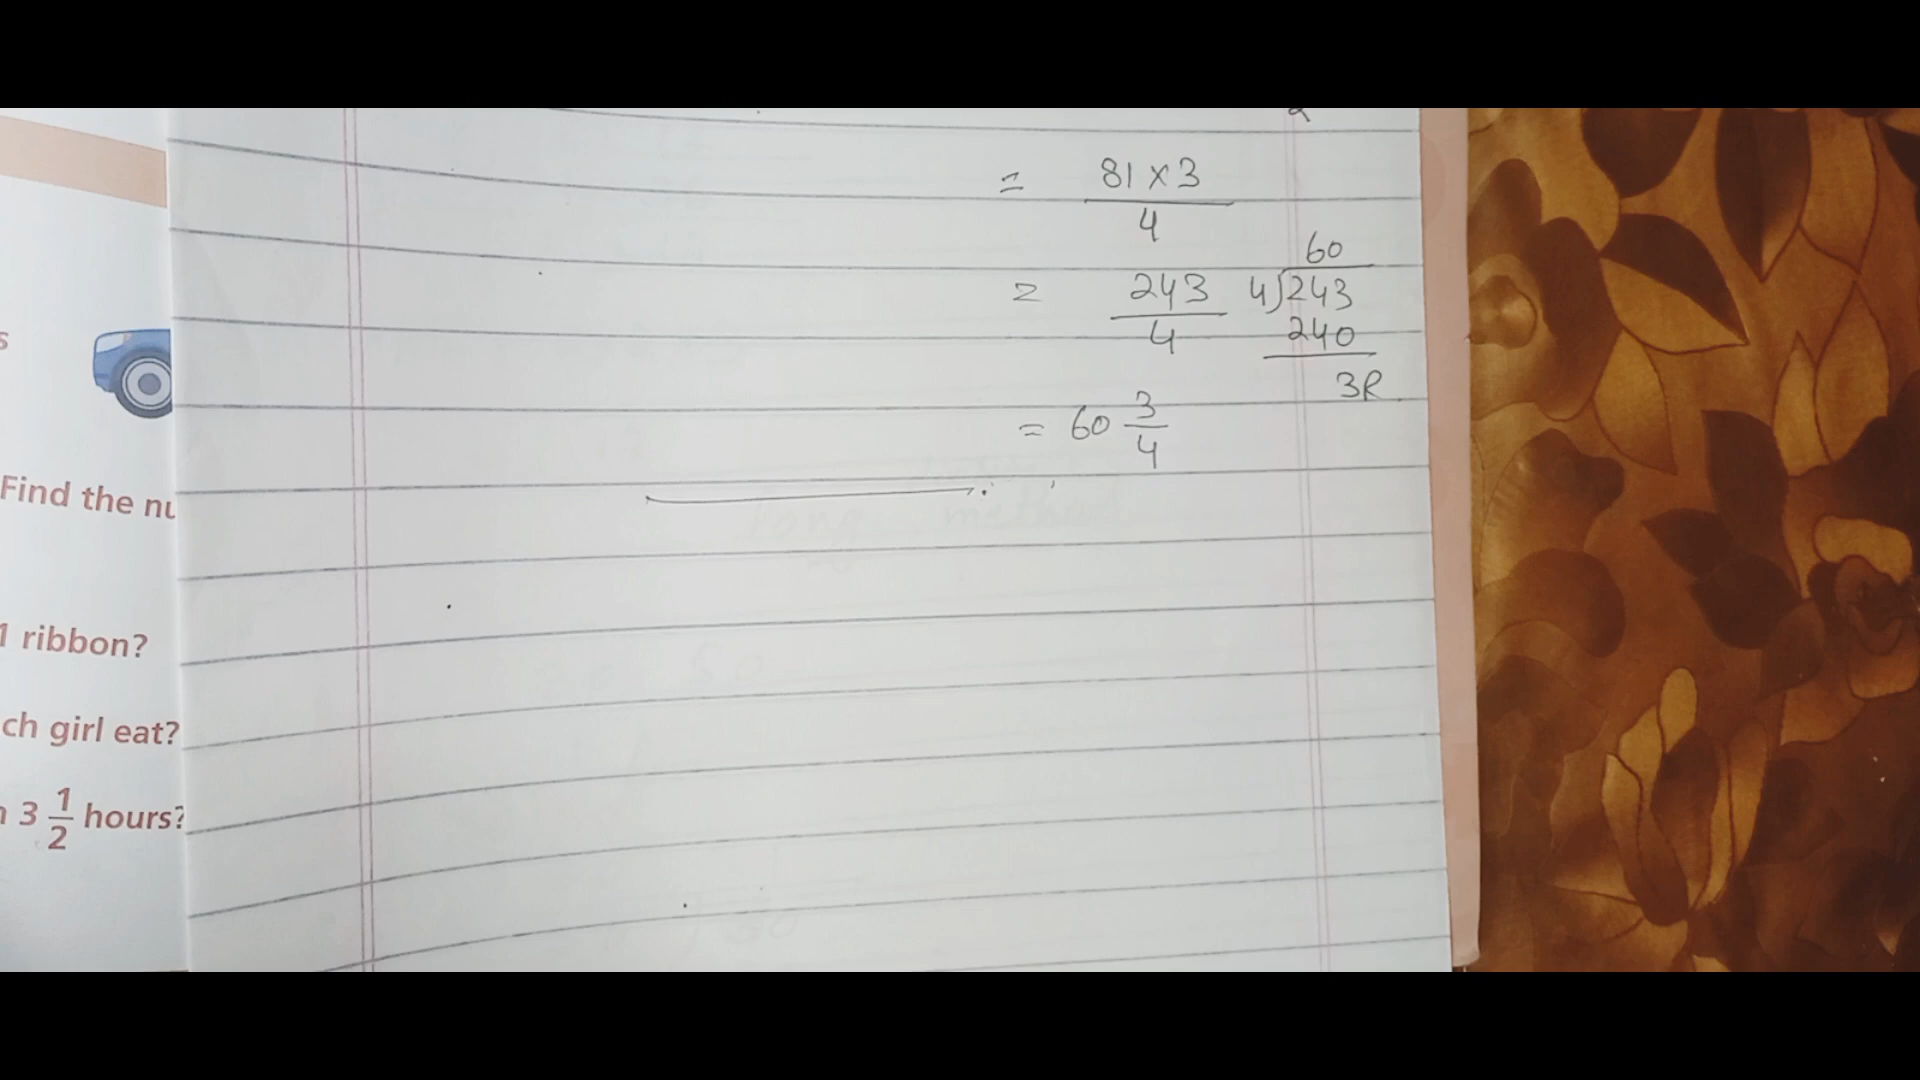 = 81 x 3
4
60
= 243 4)243
4 240
3R
= 60 3/4
long
Find the
1 ribbon?
ch girl eat?
3 1/2 hours?